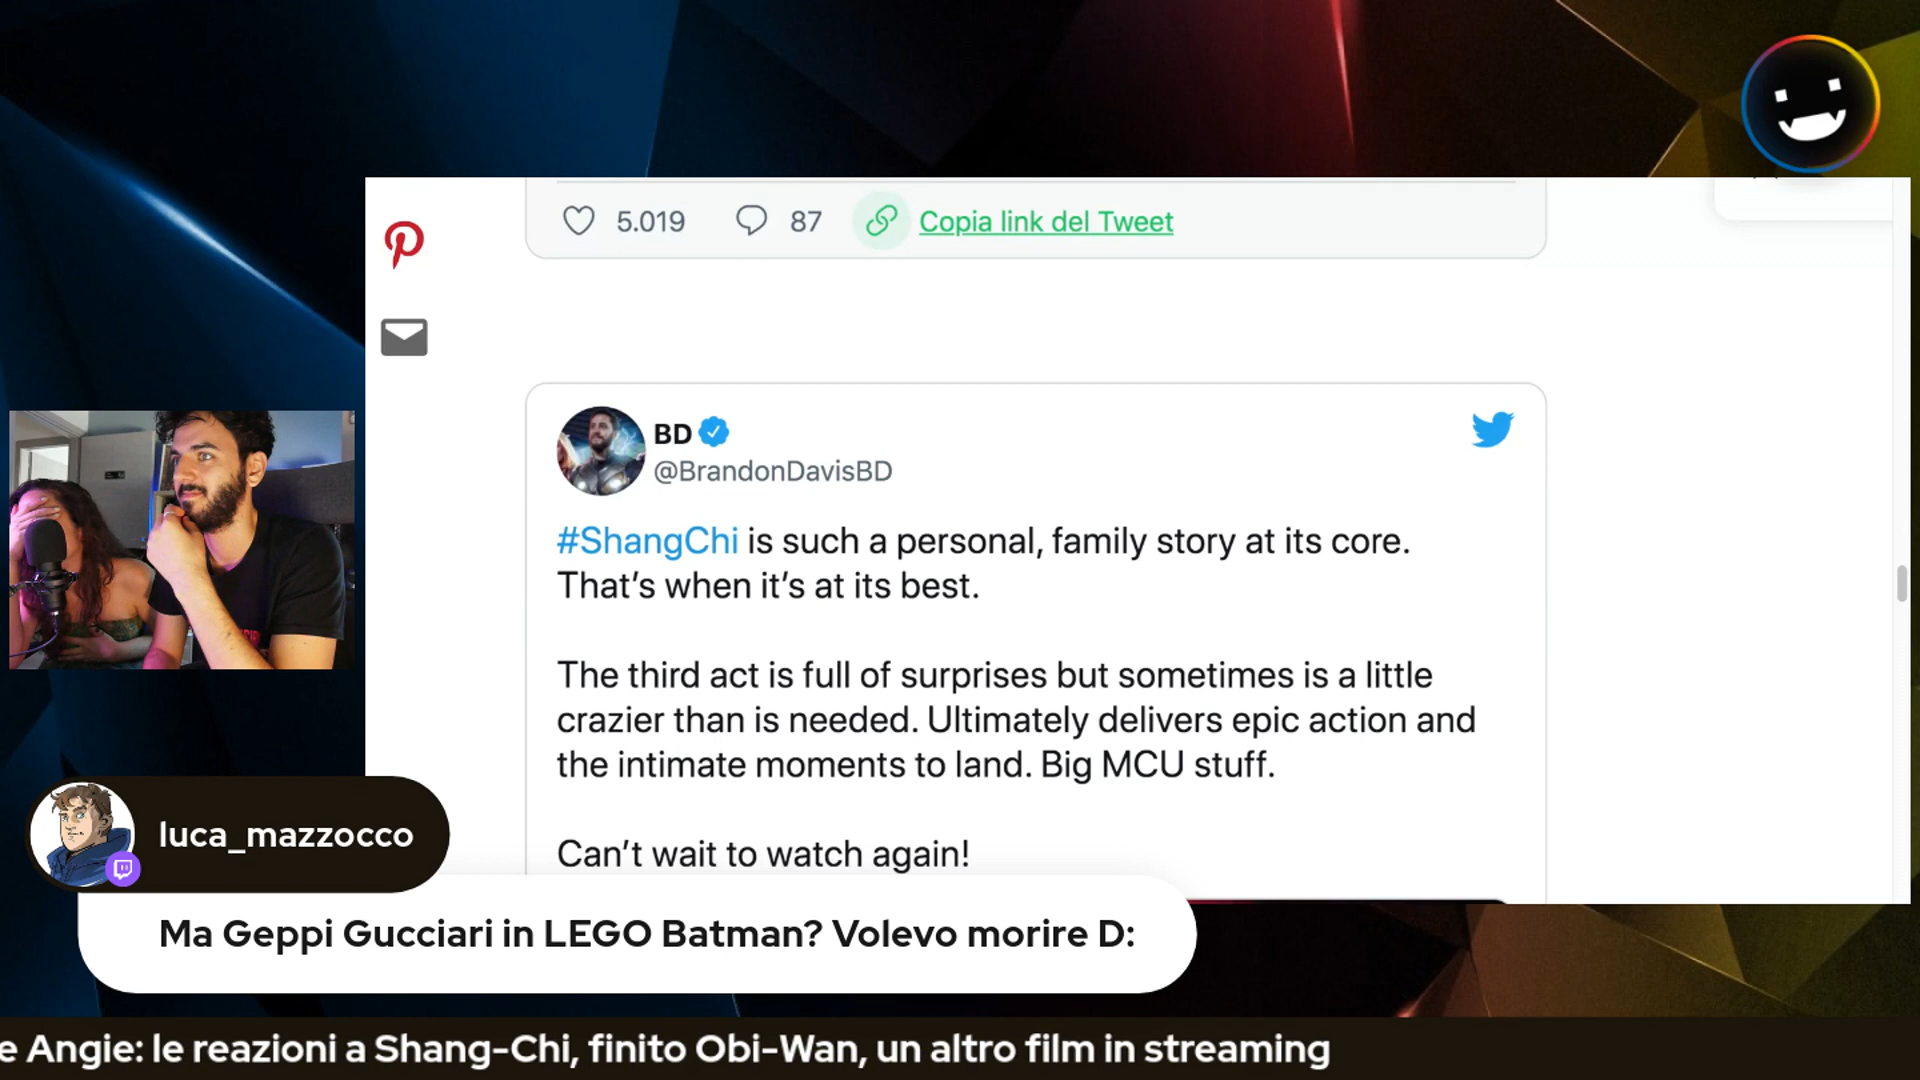 5.019 87 Copia link del Tweet
BD
@BrandonDavisBD
#ShangChi is such a personal, family story at its core.
That’s when it’s at its best.
The third act is full of surprises but sometimes is a little
crazier than is needed. Ultimately delivers epic action and
the intimate moments to land. Big MCU stuff.
Can’t wait to watch again!
luca_mazzocco
Ma Geppi Gucciari in LEGO Batman? Volevo morire D:
e Angie: le reazioni a Shang-Chi, finito Obi-Wan, un altro film in streaming